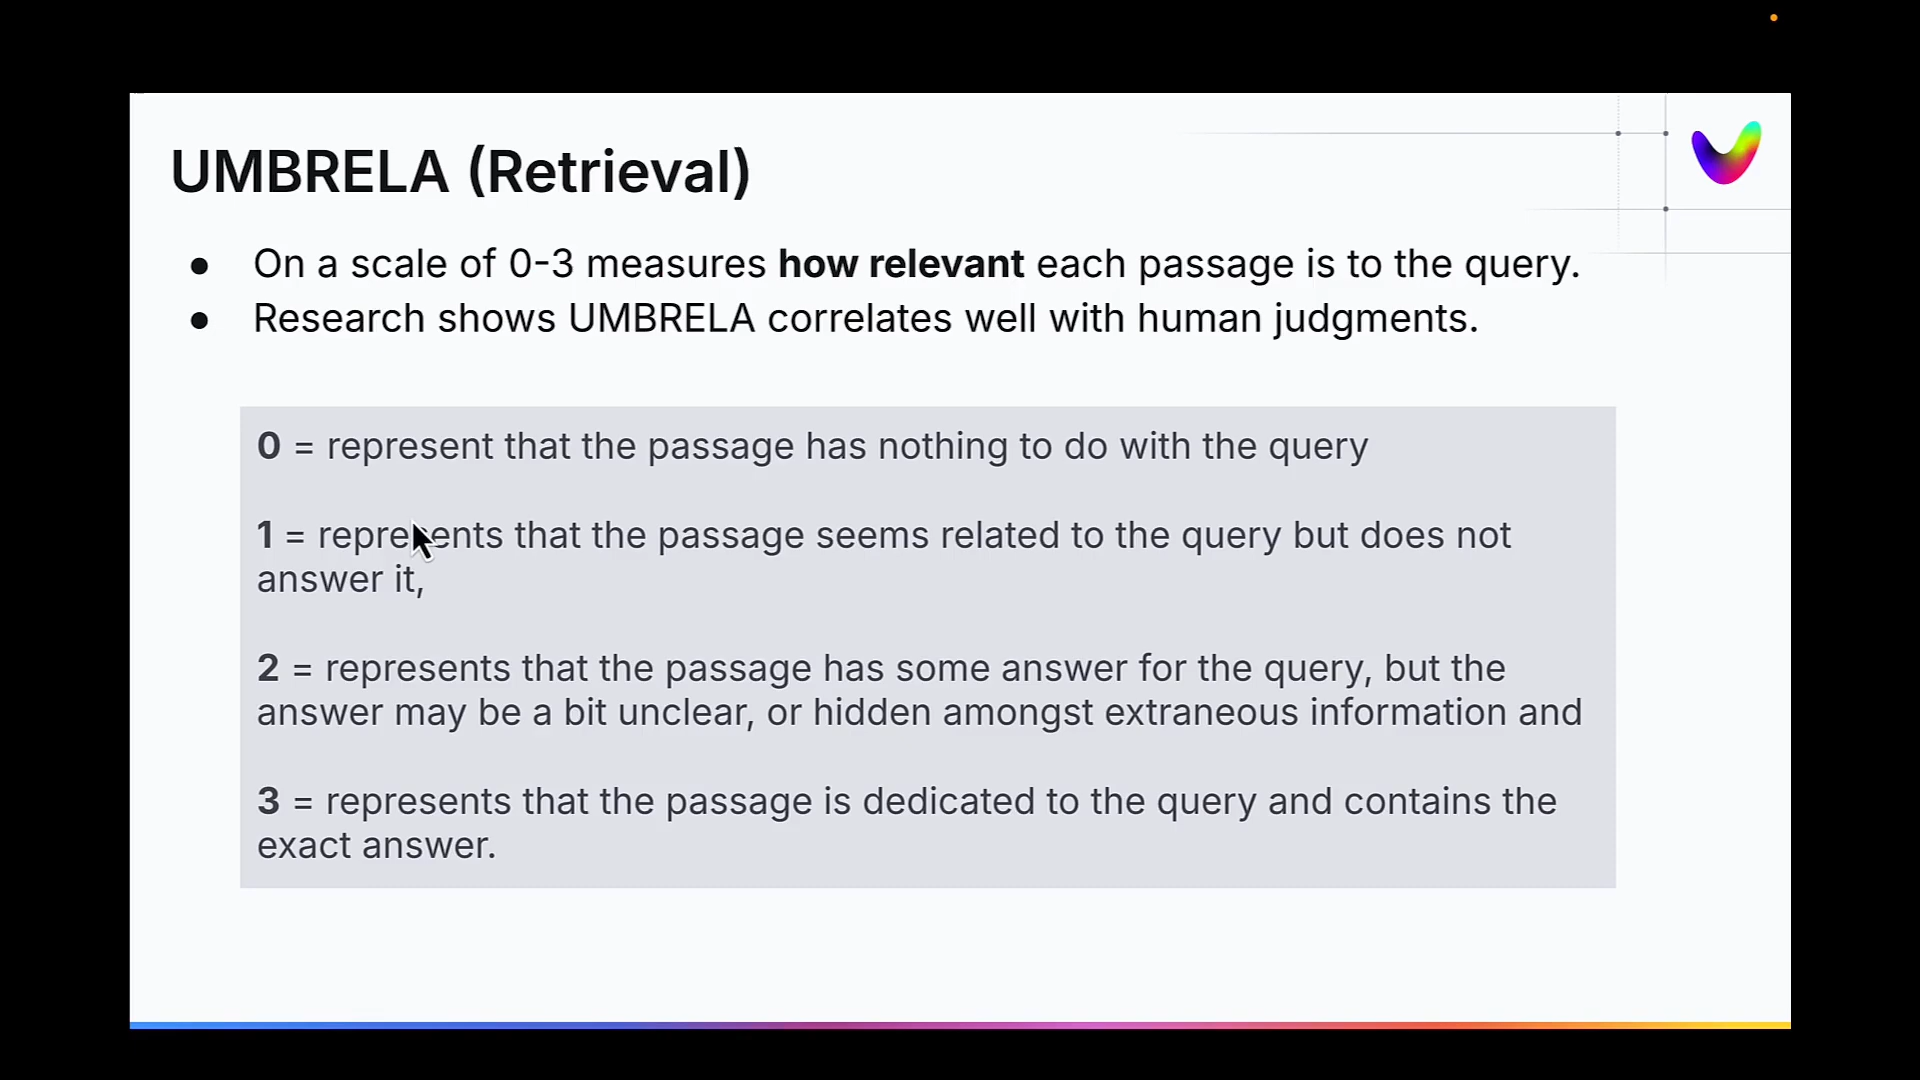 UMBRELA (Retrieval)
● On a scale of 0-3 measures how relevant each passage is to the query.
● Research shows UMBRELA correlates well with human judgments.
0 = represent that the passage has nothing to do with the query
1 = represents that the passage seems related to the query but does not
answer it,
2 = represents that the passage has some answer for the query, but the
answer may be a bit unclear, or hidden amongst extraneous information and
3 = represents that the passage is dedicated to the query and contains the
exact answer.